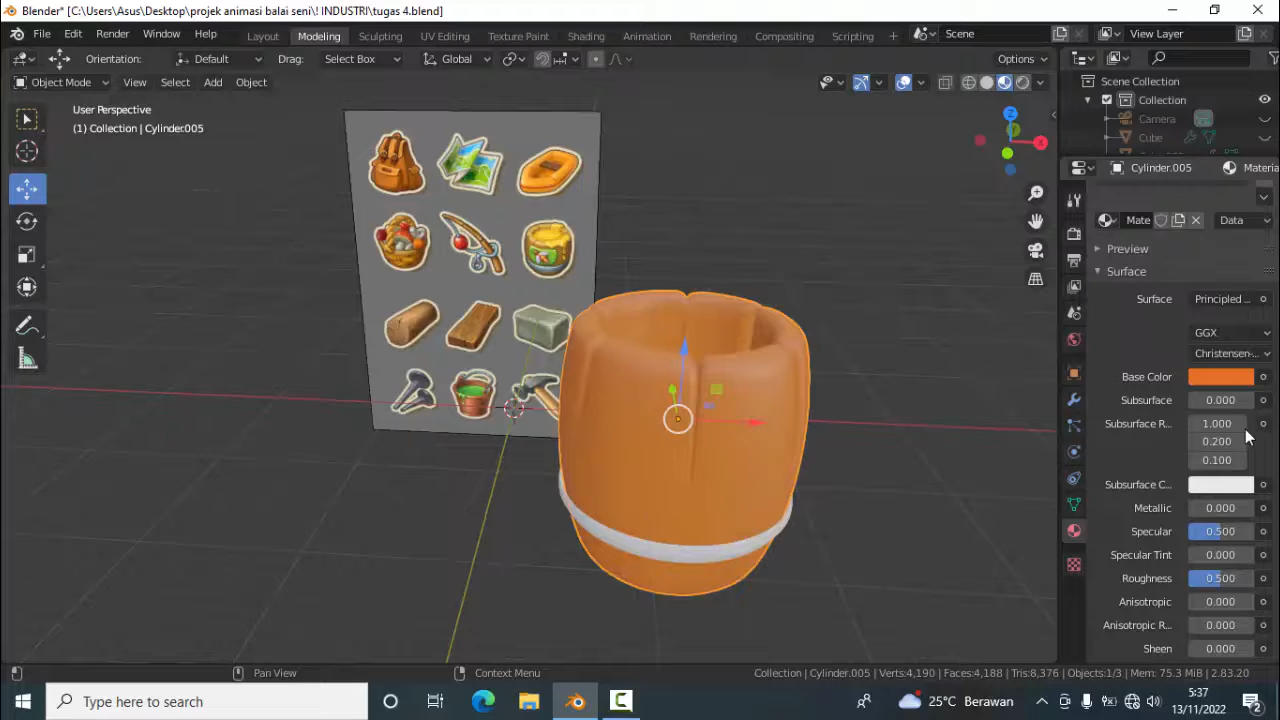 Blender* [C:\Users\Asus\Desktop\projek animasi balai seni\! INDUSTRI\tugas 4.blend]
File Edit Render Window Help Layout Modeling Sculpting UV Editing Texture Paint Shading Animation Rendering Compositing Scripting + Scene View Layer
Orientation: Default Drag: Select Box Global Options
Object Mode View Select Add Object
Scene Collection
Collection
Camera
Cube
User Perspective
(1) Collection | Cylinder.005
Z
X
Cylinder.005 Materia
Mate Data
Preview
Surface
Surface Principled ...
GGX
Christensen-...
Base Color
Subsurface 0.000
Subsurface R... 1.000
0.200
0.100
Subsurface C...
Metallic 0.000
Specular 0.500
Specular Tint 0.000
Roughness 0.500
Anisotropic 0.000
Anisotropic R... 0.000
Sheen 0.000
Pan View Context Menu Collection | Cylinder.005 | Verts:4,190 | Faces:4,188 | Tris:8,376 | Objects:1/3 | Mem: 75.3 MiB | 2.83.20
Type here to search 25°C Berawan 5:37
13/11/2022 2